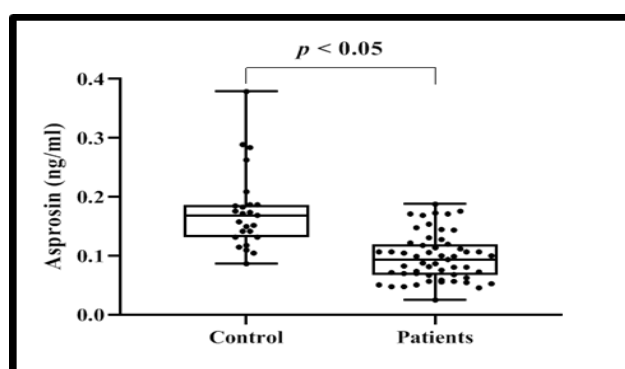 p < 0.05
0.4
0.3
0.2
0.1
0.0
Asprosin (ng/ml)
Control
Patients